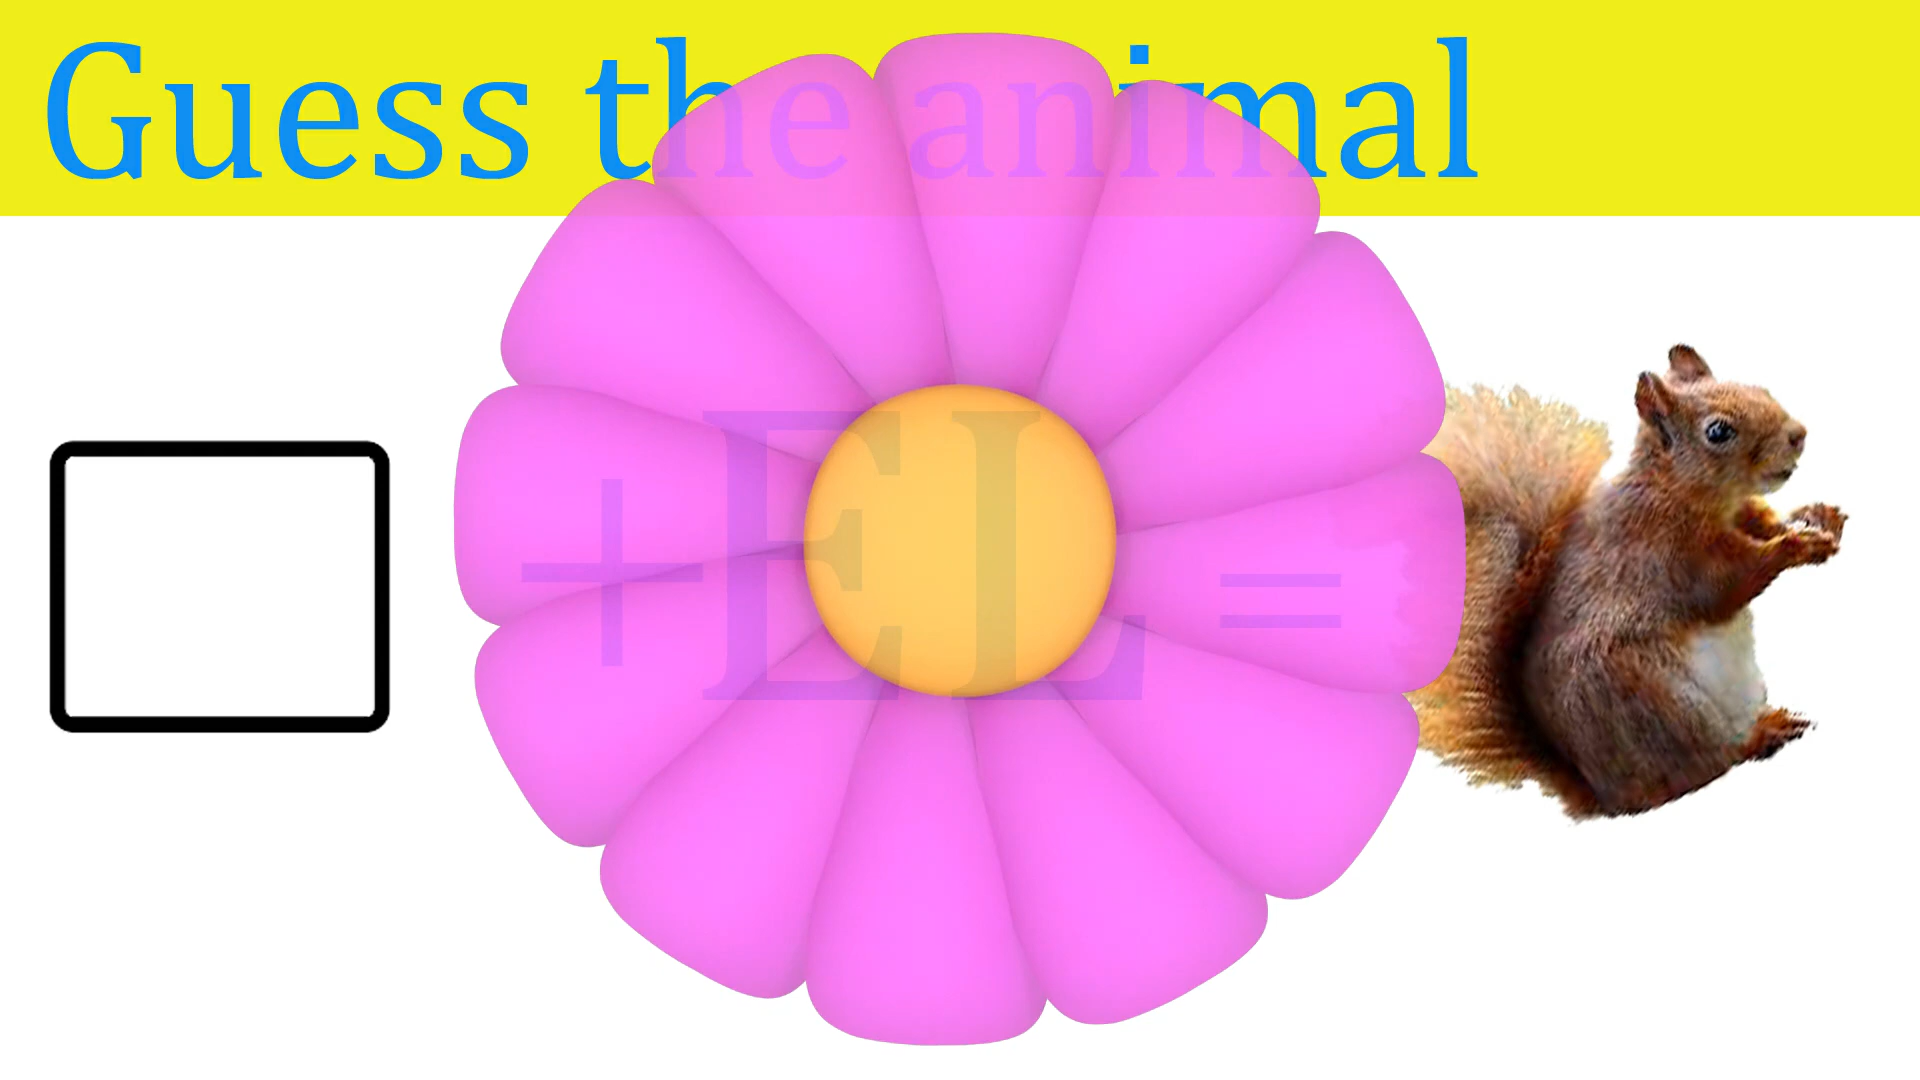 Guess the animal
+EL =